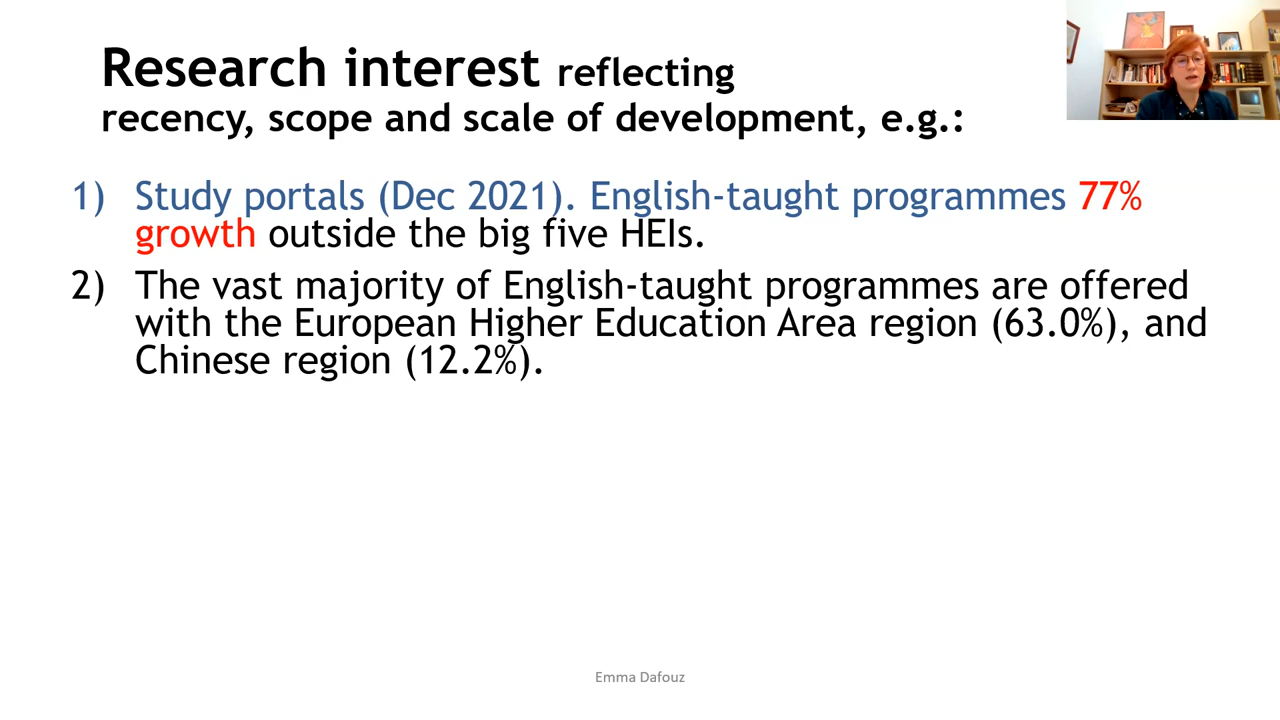 Research interest reflecting
recency, scope and scale of development, e.g.:
1) Study portals (Dec 2021). English-taught programmes 77%
growth outside the big five HEIs.
2) The vast majority of English-taught programmes are offered
with the European Higher Education Area region (63.0%), and
Chinese region (12.2%).
Emma Dafouz